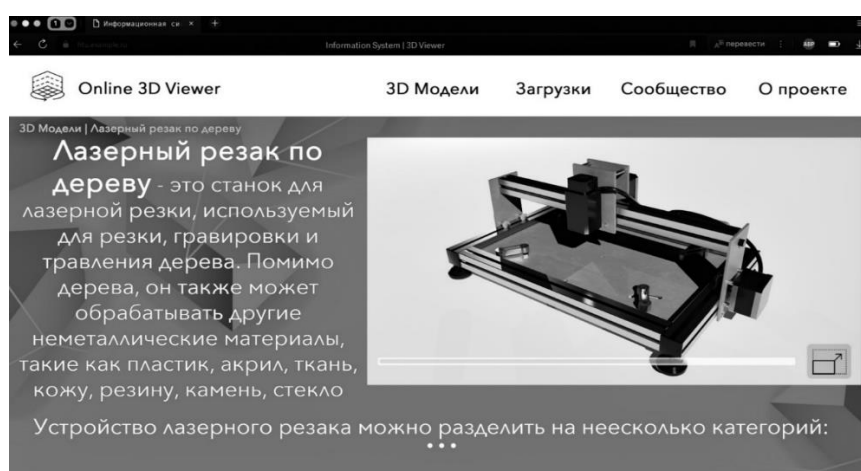 1
Информационная си × +
Information System | 3D Viewer
перевести
ABP
Online 3D Viewer
3D Модели Загрузки Сообщество О проекте
3D Модели | Лазерный резак по дереву
Лазерный резак по
дереву - это станок для
лазерной резки, используемый
для резки, гравировки и
травления дерева. Помимо
дерева, он также может
обрабатывать другие
неметаллические материалы,
такие как пластик, акрил, ткань,
кожу, резину, камень, стекло
Устройство лазерного резака можно разделить на неесколько категорий:
...